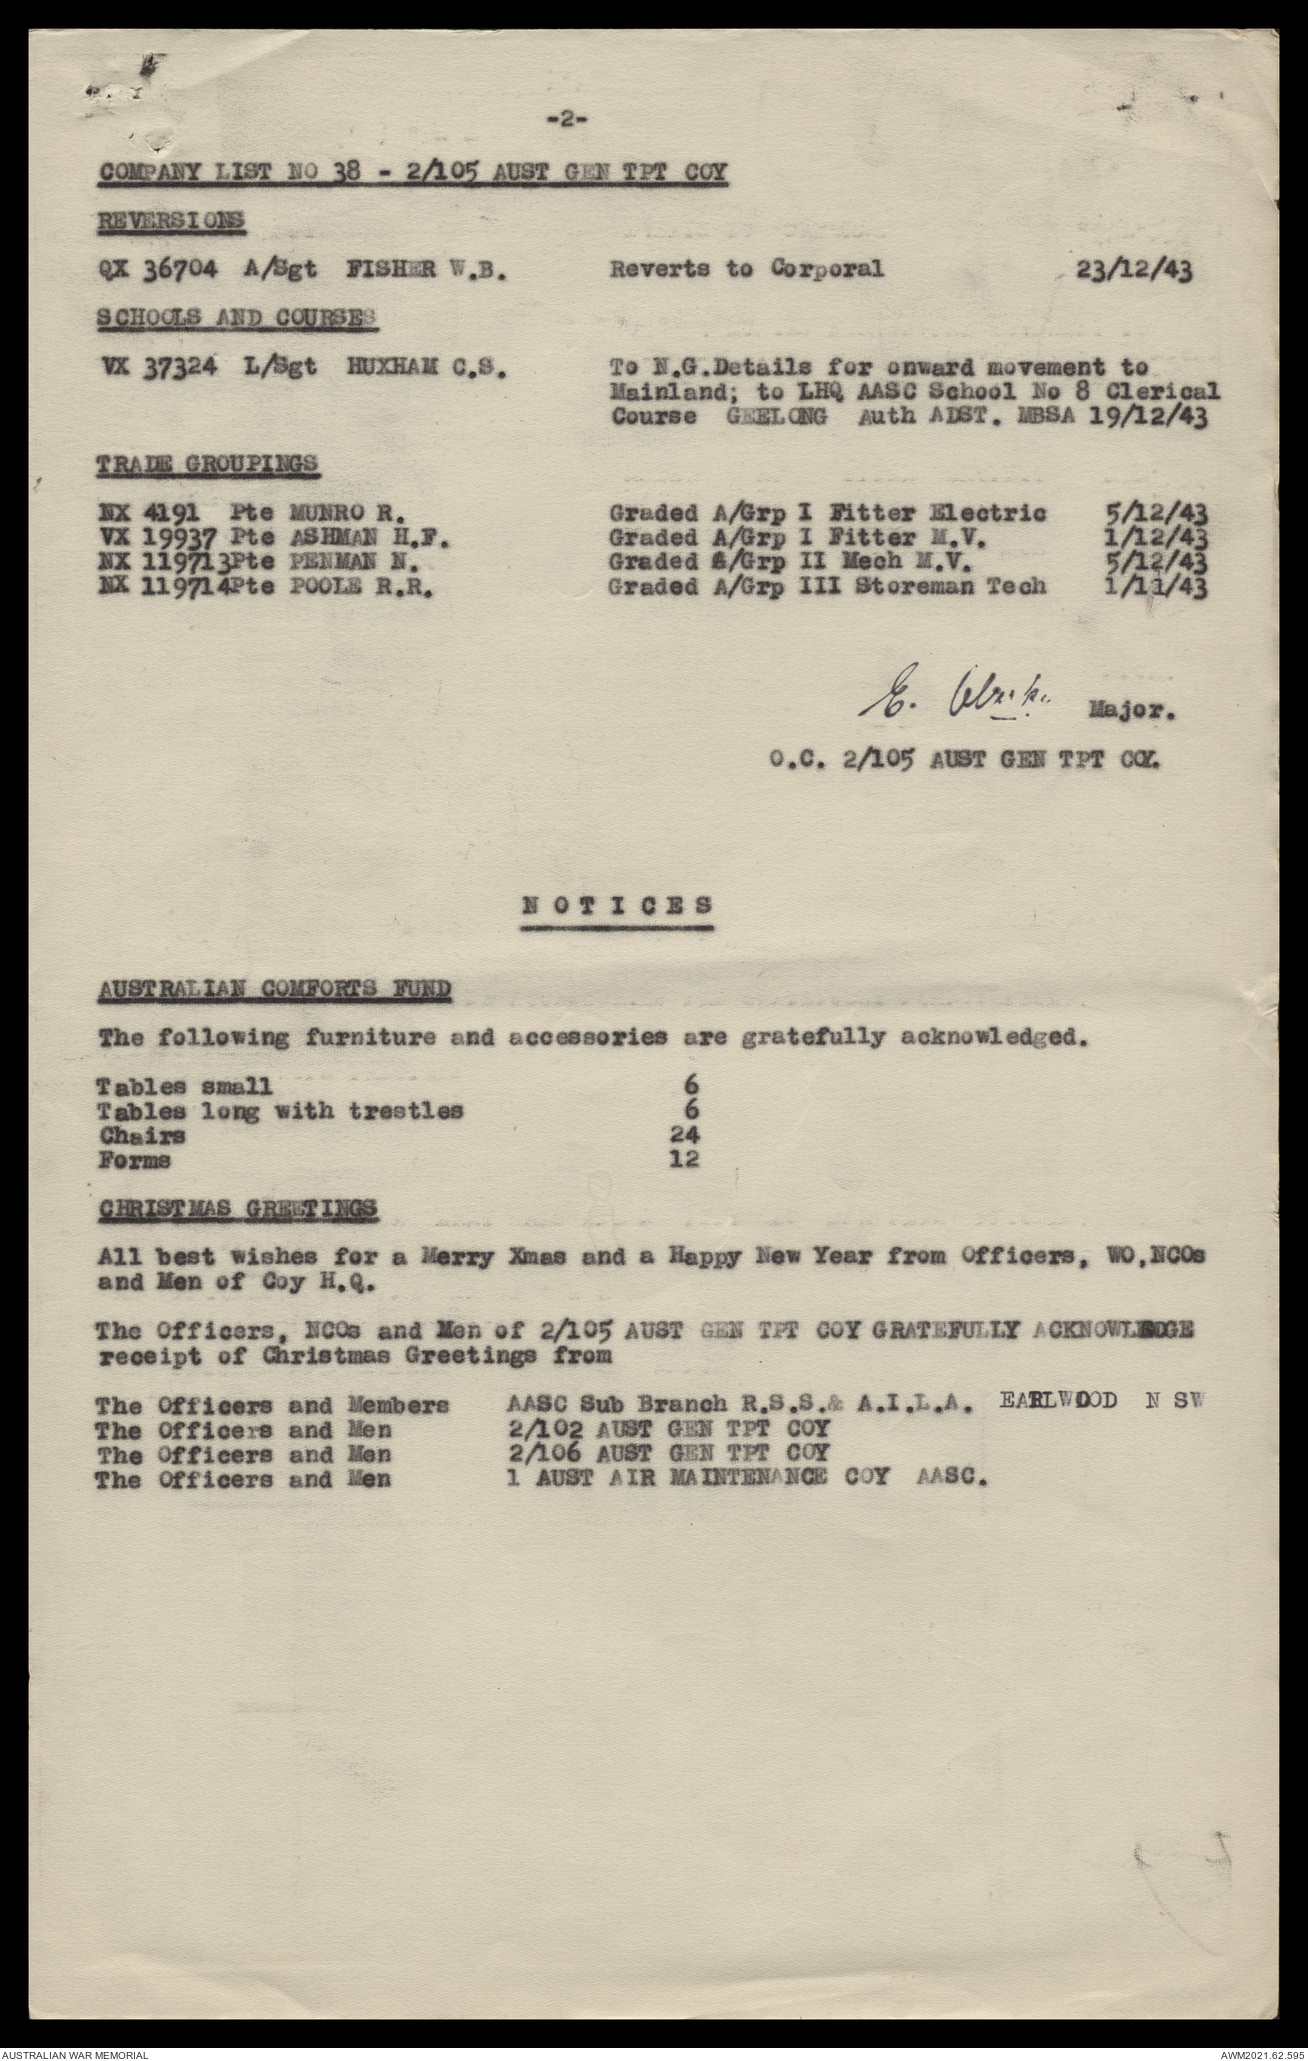 -2-
COMPANY LIST NO 38 - 2/105 AUST GEN TPT COY
REVERSIONS
QX 36704 A/Sgt FISHER W.B. Reverts to Corporal 23/12/43
SCHOOLS AND COURSES
VX 37324 L/Sgt HUXHAM C.S. To N.G.Details for onward movement to
Mainland; to LHQ AASC School No 8 Clerical
Course GEELONG Auth ADST. MBSA 19/12/43
TRADE GROUPINGS
NX 4191 Pte MUNRO R. Graded A/Grp I Fitter Electric 5/12/43
VX 19937 Pte ASHMAN H.F. Graded A/Grp I Fitter M.V. 1/12/43
NX 119713Pte PENMAN N. Graded A/Grp II Mech M.V. 5/12/43
NX 119714Pte POOLE R.R. Graded A/Grp III Storeman Tech 1/11/43
E. Major.
O.C. 2/105 AUST GEN TPT COY.
N O T I C E S
AUSTRALIAN COMFORTS FUND
The following furniture and accessories are gratefully acknowledged.
Tables small 6
Tables long with trestles 6
Chairs 24
Forms 12
CHRISTMAS GREETINGS
All best wishes for a Merry Xmas and a Happy New Year from Officers, WO,NCOs
and Men of Coy H.Q.
The Officers, NCOs and Men of 2/105 AUST GEN TPT COY GRATEFULLY ACKNOWLEDGE
receipt of Christmas Greetings from
The Officers and Members AASC Sub Branch R.S.S.& A.I.L.A. EARLWOOD N SW
The Officers and Men 2/102 AUST GEN TPT COY
The Officers and Men 2/106 AUST GEN TPT COY
The Officers and Men 1 AUST AIR MAINTENANCE COY AASC.
AUSTRALIAN WAR MEMORIAL AWM2021.62.595